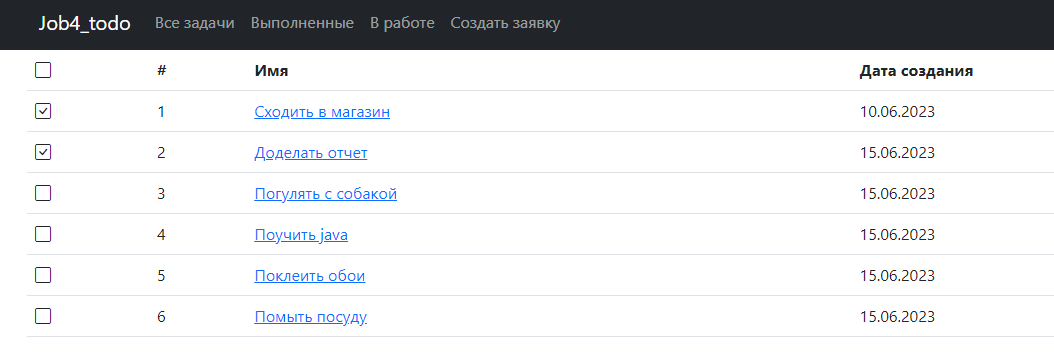 Job4_todo Все задачи Выполненные В работе Создать заявку
# Имя Дата создания
1 Сходить в магазин 10.06.2023
2 Доделать отчет 15.06.2023
3 Погулять с собакой 15.06.2023
4 Поучить java 15.06.2023
5 Поклеить обои 15.06.2023
6 Помыть посуду 15.06.2023